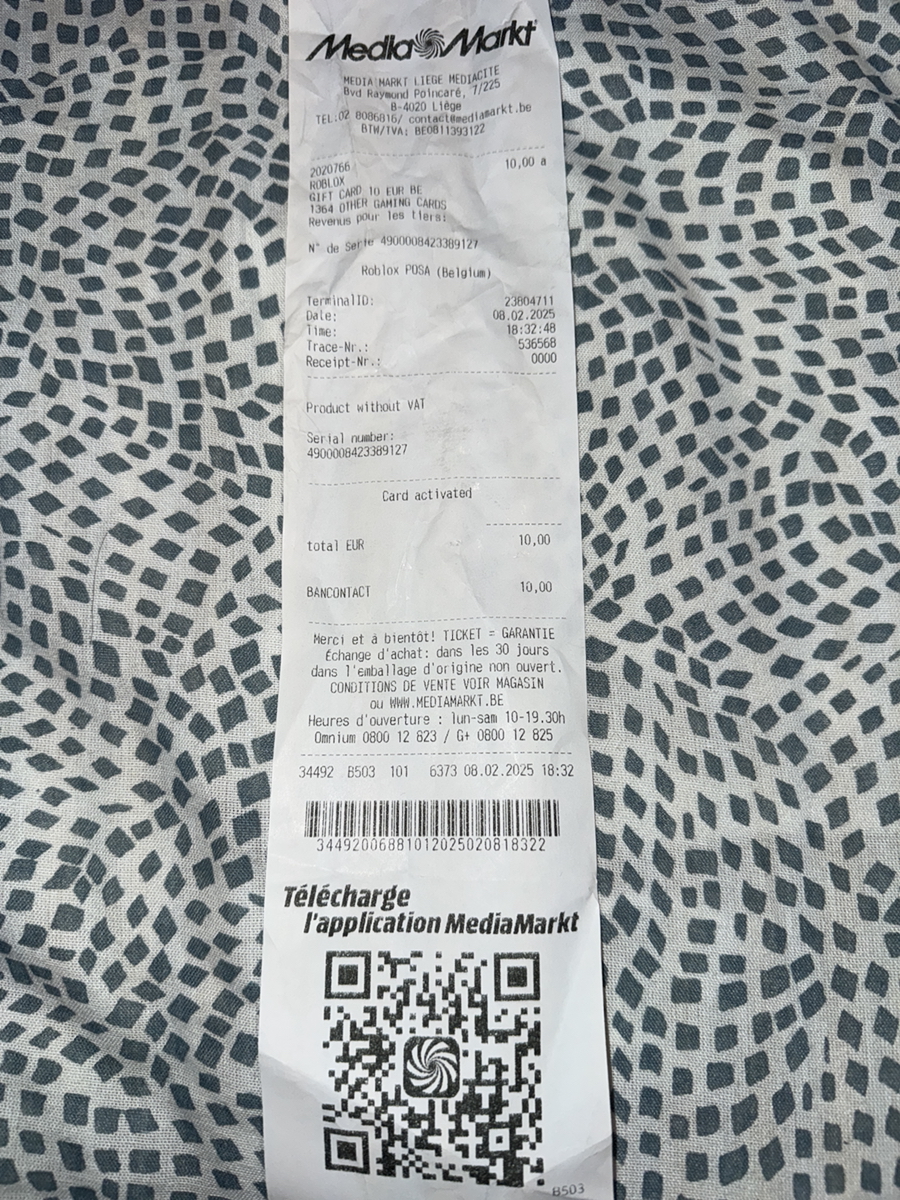 Media Markt
MEDIA MARKT LIEGE MEDIACITE
Bvd Raymond Poincaré, 7/225
B-4020 Liège
TEL:02 8086816/ contact@mediamarkt.be
BTW/TVA: BE0811393122
2020766 10,00 a
ROBLOX
GIFT CARD 10 EUR BE
1364 OTHER GAMING CARDS
Revenus pour les tiers:
N° de Serie 4900008423389127
Roblox POSA (Belgium)
TerminalID: 23804711
Date: 08.02.2025
Time: 18:32:48
Trace-Nr.: 536568
Receipt-Nr.: 0000
Product without VAT
Serial number:
4900008423389127
Card activated
total EUR 10,00
BANCONTACT 10,00
Merci et à bientôt! TICKET = GARANTIE
Échange d'achat: dans les 30 jours
dans l'emballage d'origine non ouvert.
CONDITIONS DE VENTE VOIR MAGASIN
ou WWW.MEDIAMARKT.BE
Heures d'ouverture : lun-sam 10-19.30h
Omnium 0800 12 823 / G+ 0800 12 825
34492 B503 101 6373 08.02.2025 18:32
3449200688101202502081832​2
Télécharge
l'application MediaMarkt
B503